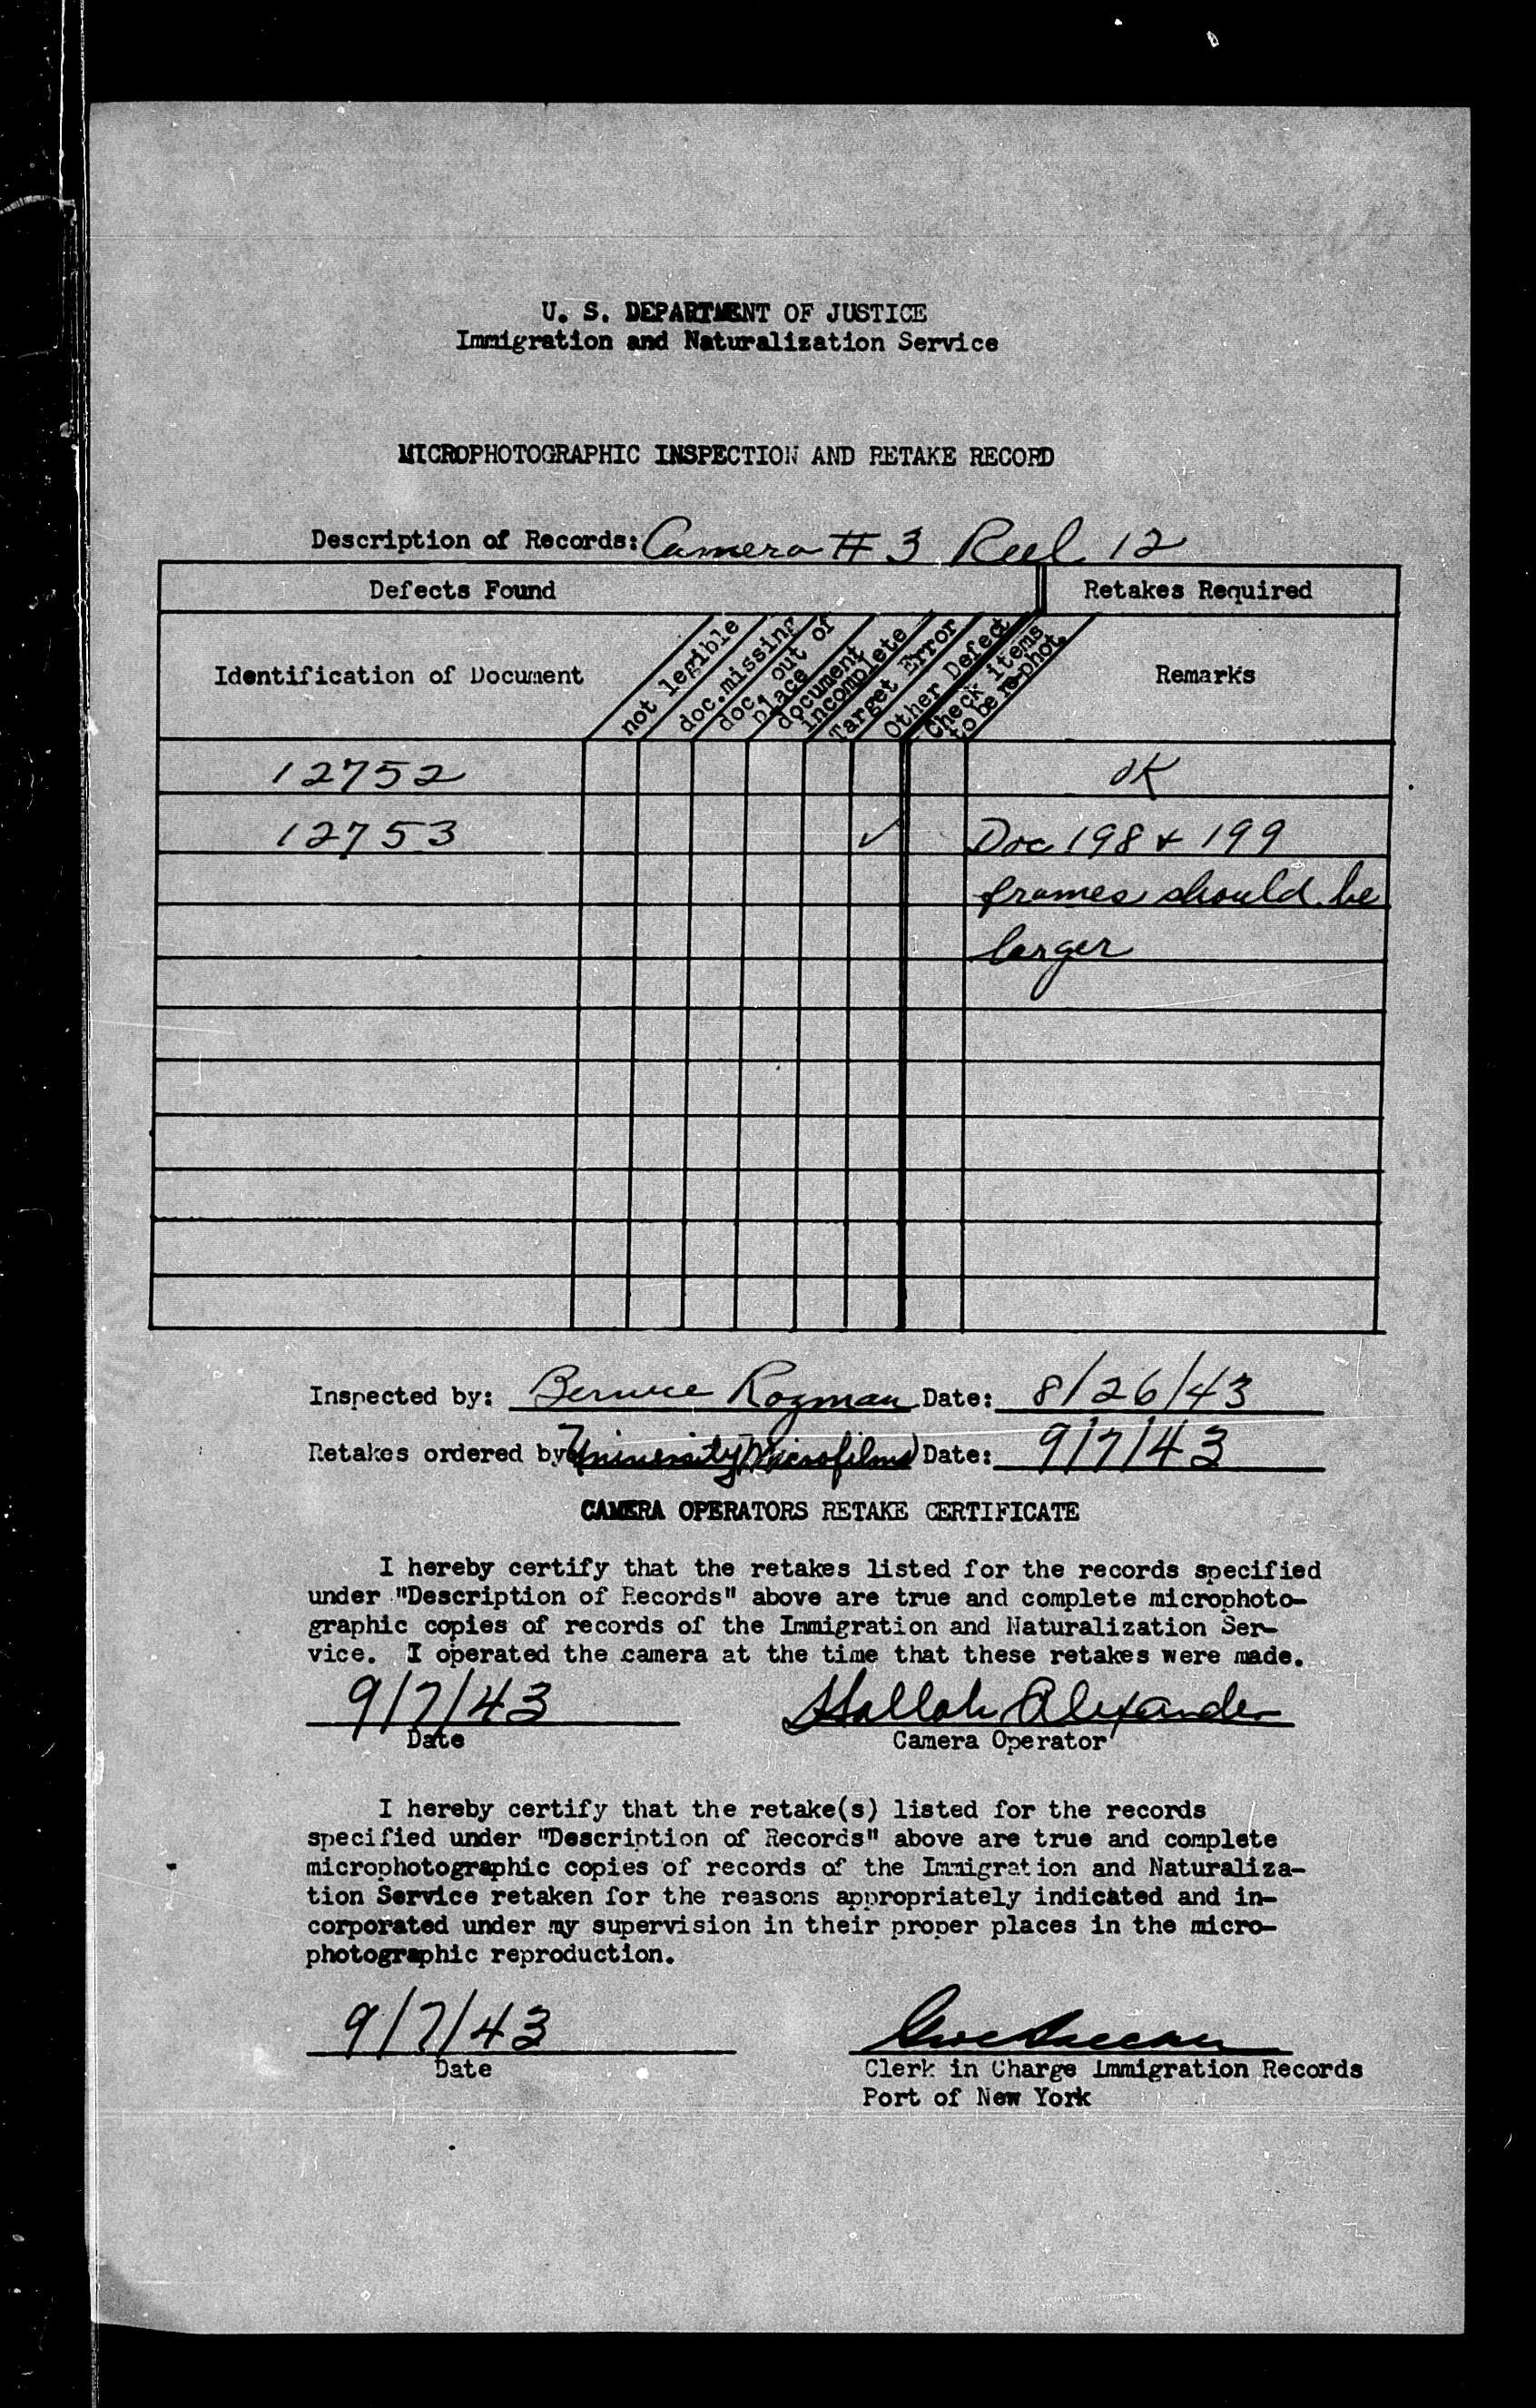 U. S. DEPARTMENT OF JUSTICE
Immigration and Naturalization Service
MICROPHOTOGRAPHIC INSPECTION AND RETAKE RECORD
Description of Records: Camera # 3 Reel 12
Defects Found
Retakes Required
Identification of Document
not legible
doc. missing
doc. out of
place
document
incomplete
Target Error
Other Defect
Check items
to be re-phot.
Remarks
12752 OK
12753 ✓ Doc 198 & 199
frames should be
larger
Inspected by: Bernice Rozman Date: 8/26/43
Retakes ordered by University Microfilms Date: 9/7/43
CAMERA OPERATORS RETAKE CERTIFICATE
I hereby certify that the retakes listed for the records specified
under "Description of Records" above are true and complete microphoto-
graphic copies of records of the Immigration and Naturalization Ser-
vice. I operated the camera at the time that these retakes were made.
9/7/43 Alexander
Date Camera Operator
I hereby certify that the retake(s) listed for the records
specified under "Description of Records" above are true and complete
microphotographic copies of records of the Immigration and Naturaliza-
tion Service retaken for the reasons appropriately indicated and in-
corporated under my supervision in their proper places in the micro-
photographic reproduction.
9/7/43
Date
Clerk in Charge Immigration Records
Port of New York